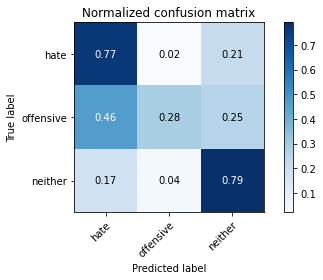 Normalized confusion matrix
True label
hate
0.77 0.02 0.21
offensive
0.46 0.28 0.25
neither
0.17 0.04 0.79
hate
offensive
neither
Predicted label
0.7
0.6
0.5
0.4
0.3
0.2
0.1